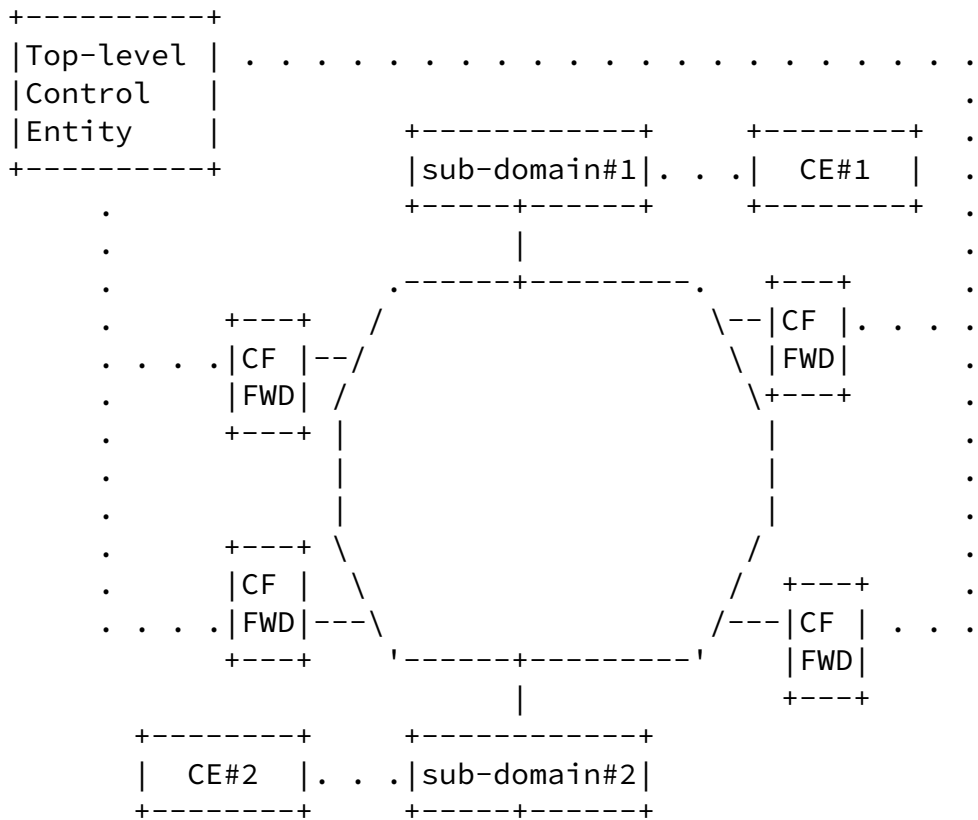 Top-level
Control
Entity
sub-domain#1
CE#1
CF
FWD
CF
FWD
CF
FWD
CF
FWD
CE#2
sub-domain#2